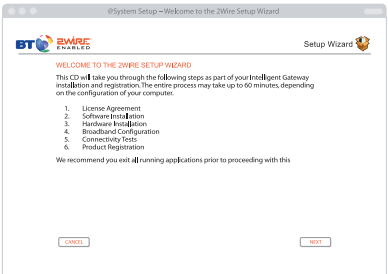 @System Setup – Welcome to the 2Wire Setup Wizard
BT 2WIRE ENABLED
Setup Wizard
WELCOME TO THE 2WIRE SETUP WIZARD
This CD will take you through the following steps as part of your Intelligent Gateway
installation and registration. The entire process may take up to 60 minutes, depending
on the configuration of your computer.
1. License Agreement
2. Software Installation
3. Hardware Installation
4. Broadband Configuration
5. Connectivity Tests
6. Product Registration
We recommend you exit all running applications prior to proceeding with this
CANCEL
NEXT